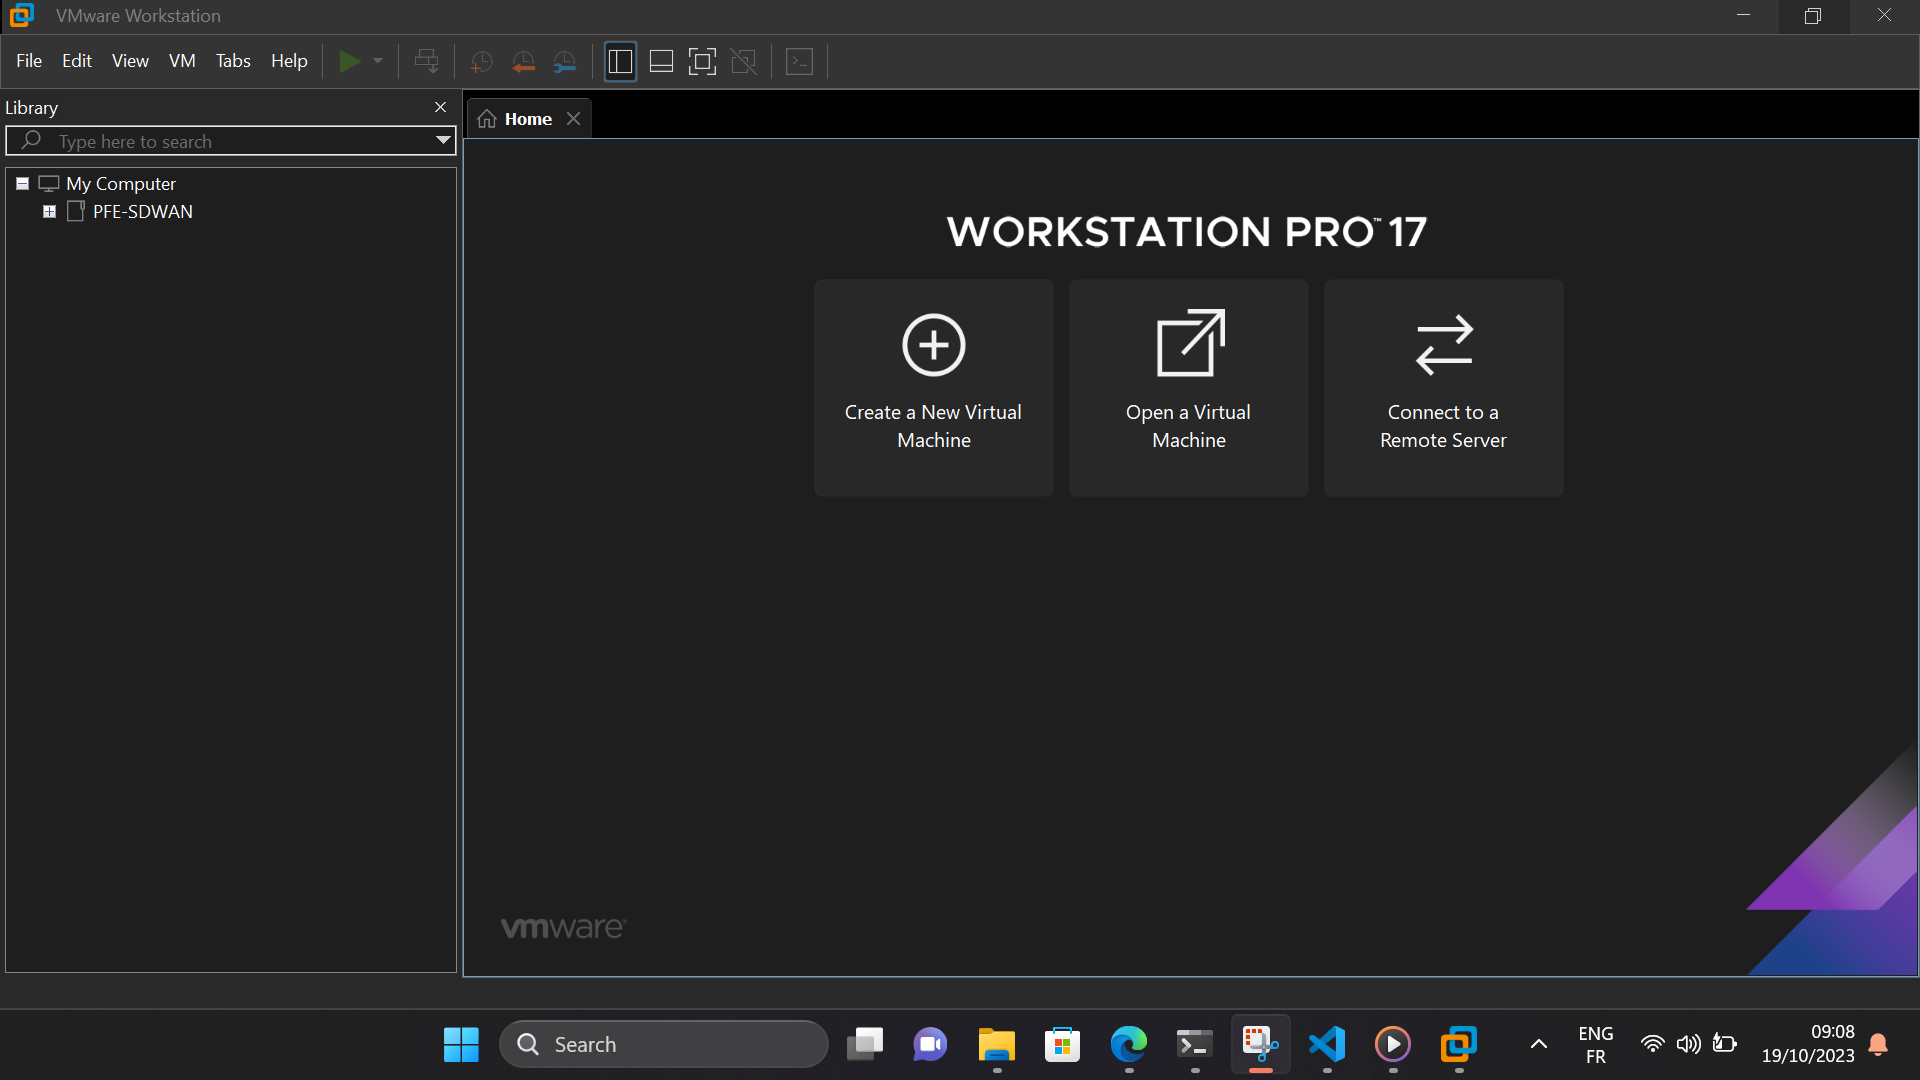 VMware Workstation
File Edit View VM Tabs Help
Library
Home
Type here to search
My Computer
PFE-SDWAN
WORKSTATION PRO™ 17
Create a New Virtual
Machine
Open a Virtual
Machine
Connect to a
Remote Server
vmware®
Search
ENG
FR
09:08
19/10/2023